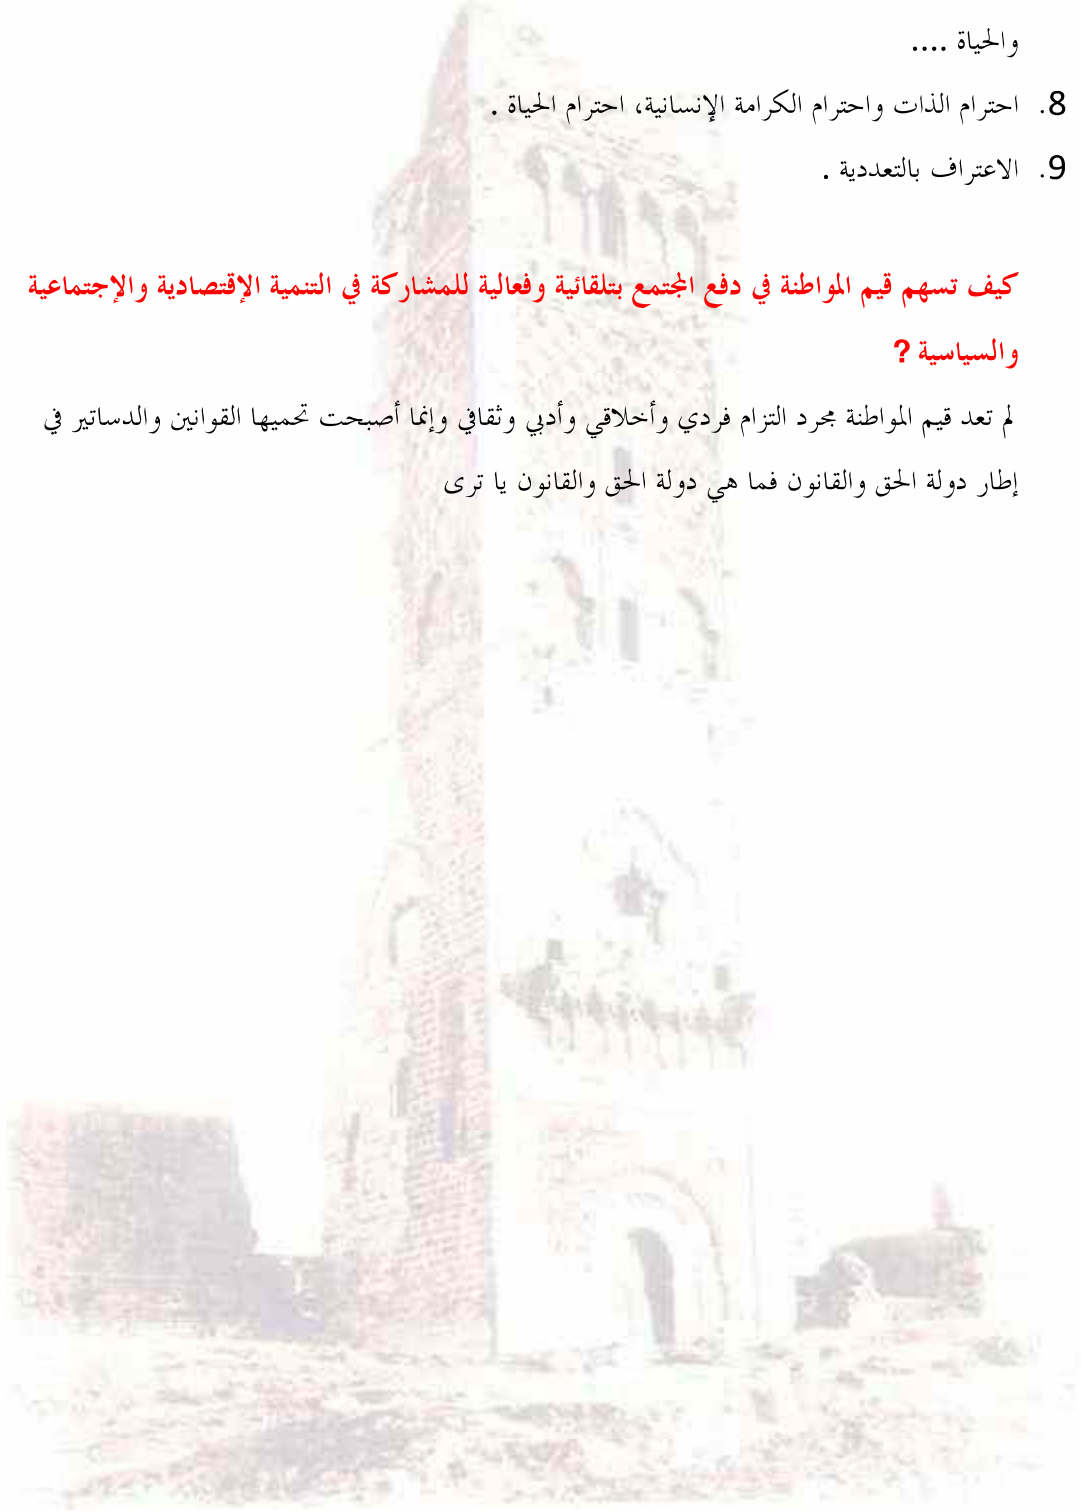 والحياة ....
8. احترام الذات واحترام الكرامة الإنسانية، احترام الحياة .
9. الاعتراف بالتعددية .
كيف تسهم قيم المواطنة في دفع المجتمع بتلقائية وفعالية للمشاركة في التنمية الإقتصادية والإجتماعية
والسياسية ?
لم تعد قيم المواطنة مجرد التزام فردي وأخلاقي وأدبي وثقافي وإنما أصبحت تحميها القوانين والدساتير في
إطار دولة الحق والقانون فما هي دولة الحق والقانون يا ترى